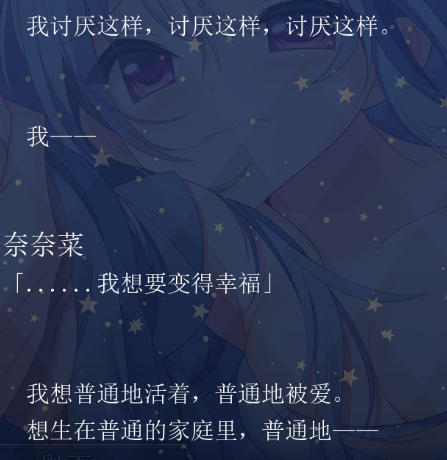 我讨厌这样，讨厌这样，讨厌这样。
我——
奈奈菜
「......我想要变得幸福」
我想普通地活着，普通地被爱。
想生在普通的家庭里，普通地——